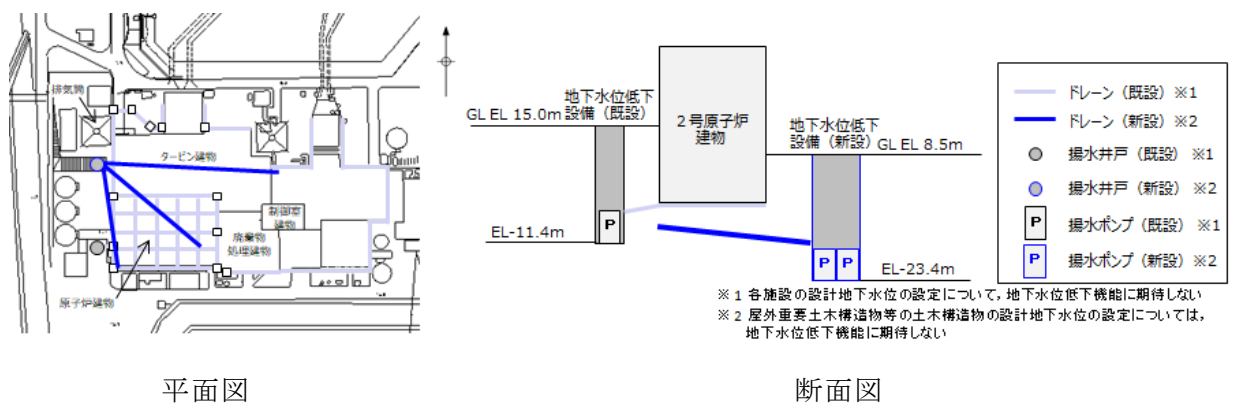 排気筒
タービン建物
制御室
建物
廃棄物
処理建物
原子炉建物
平面図
地下水位低下
設備（既設）
GL EL 15.0m
２号原子炉
建物
地下水位低下
設備（新設）
GL EL 8.5m
P
EL-11.4m
P P
EL-23.4m
ドレーン（既設）※1
ドレーン（新設）※2
揚水井戸（既設）※1
揚水井戸（新設）※2
P 揚水ポンプ（既設）※1
P 揚水ポンプ（新設）※2
※１各施設の設計地下水位の設定について，地下水位低下機能に期待しない
※２屋外重要土木構造物等の土木構造物の設計地下水位の設定については，
地下水位低下機能に期待しない
断面図